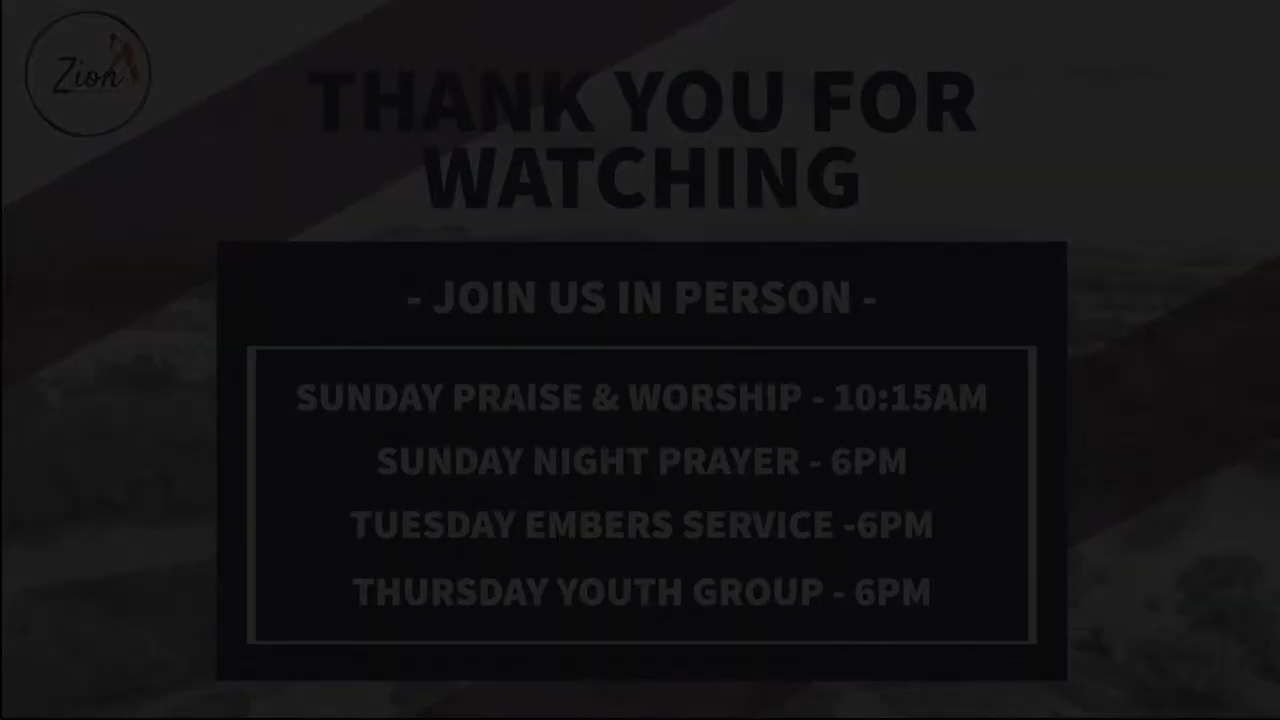 Zion
THANK YOU FOR
WATCHING
- JOIN US IN PERSON -
SUNDAY PRAISE & WORSHIP - 10:15AM
SUNDAY NIGHT PRAYER - 6PM
TUESDAY EMBERS SERVICE -6PM
THURSDAY YOUTH GROUP - 6PM